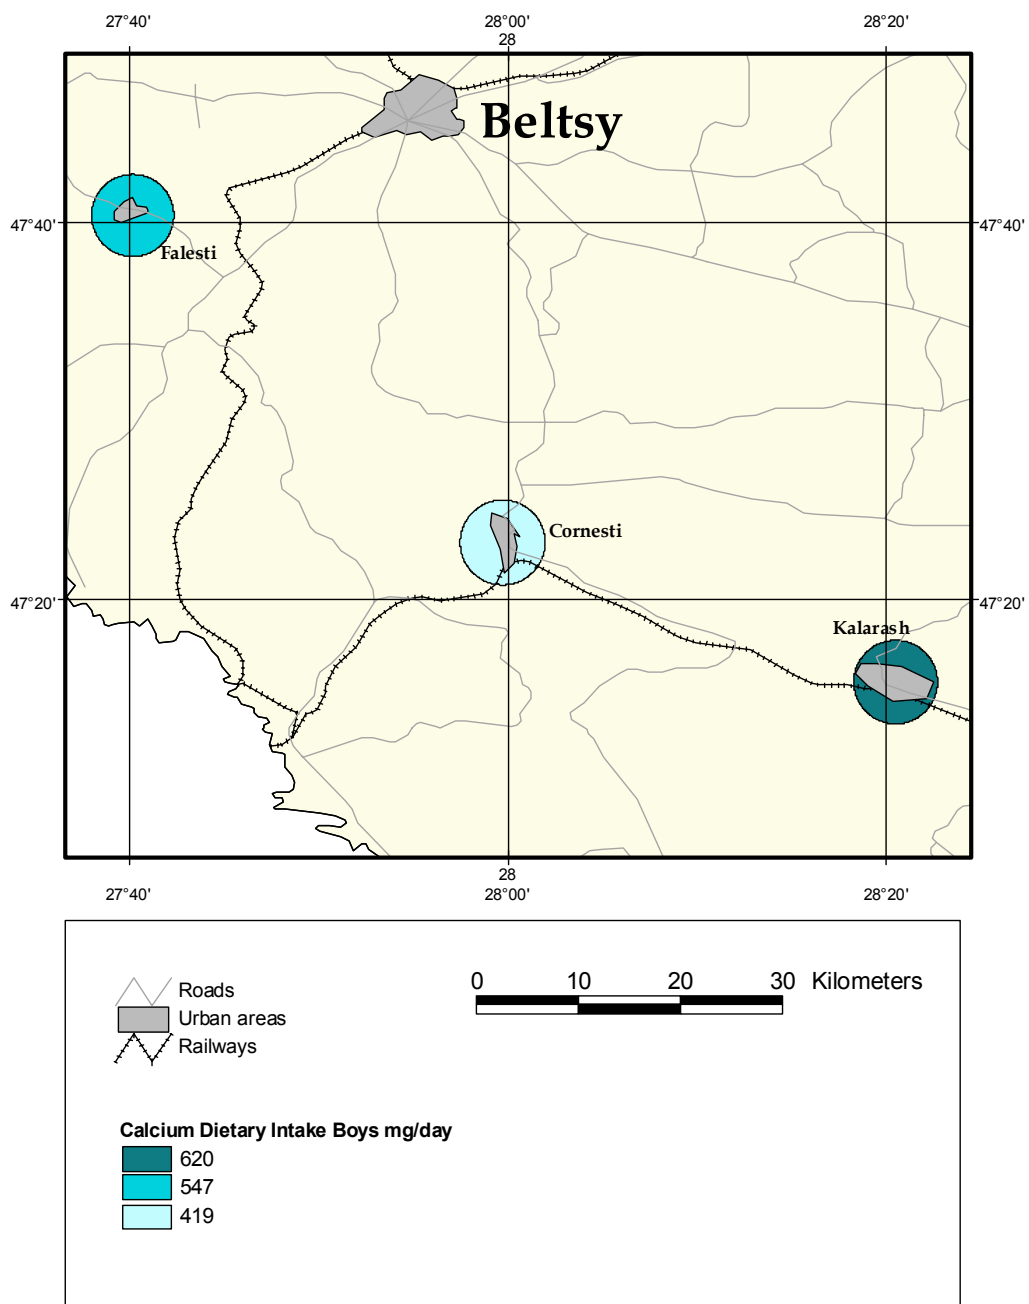 27°40' 28°00' 28°20'
28
Beltsy
47°40' 47°40'
Falesti
Cornesti
47°20' 47°20'
Kalarash
28
27°40' 28°00' 28°20'
0 10 20 30 Kilometers
Roads
Urban areas
Railways
Calcium Dietary Intake Boys mg/day
620
547
419